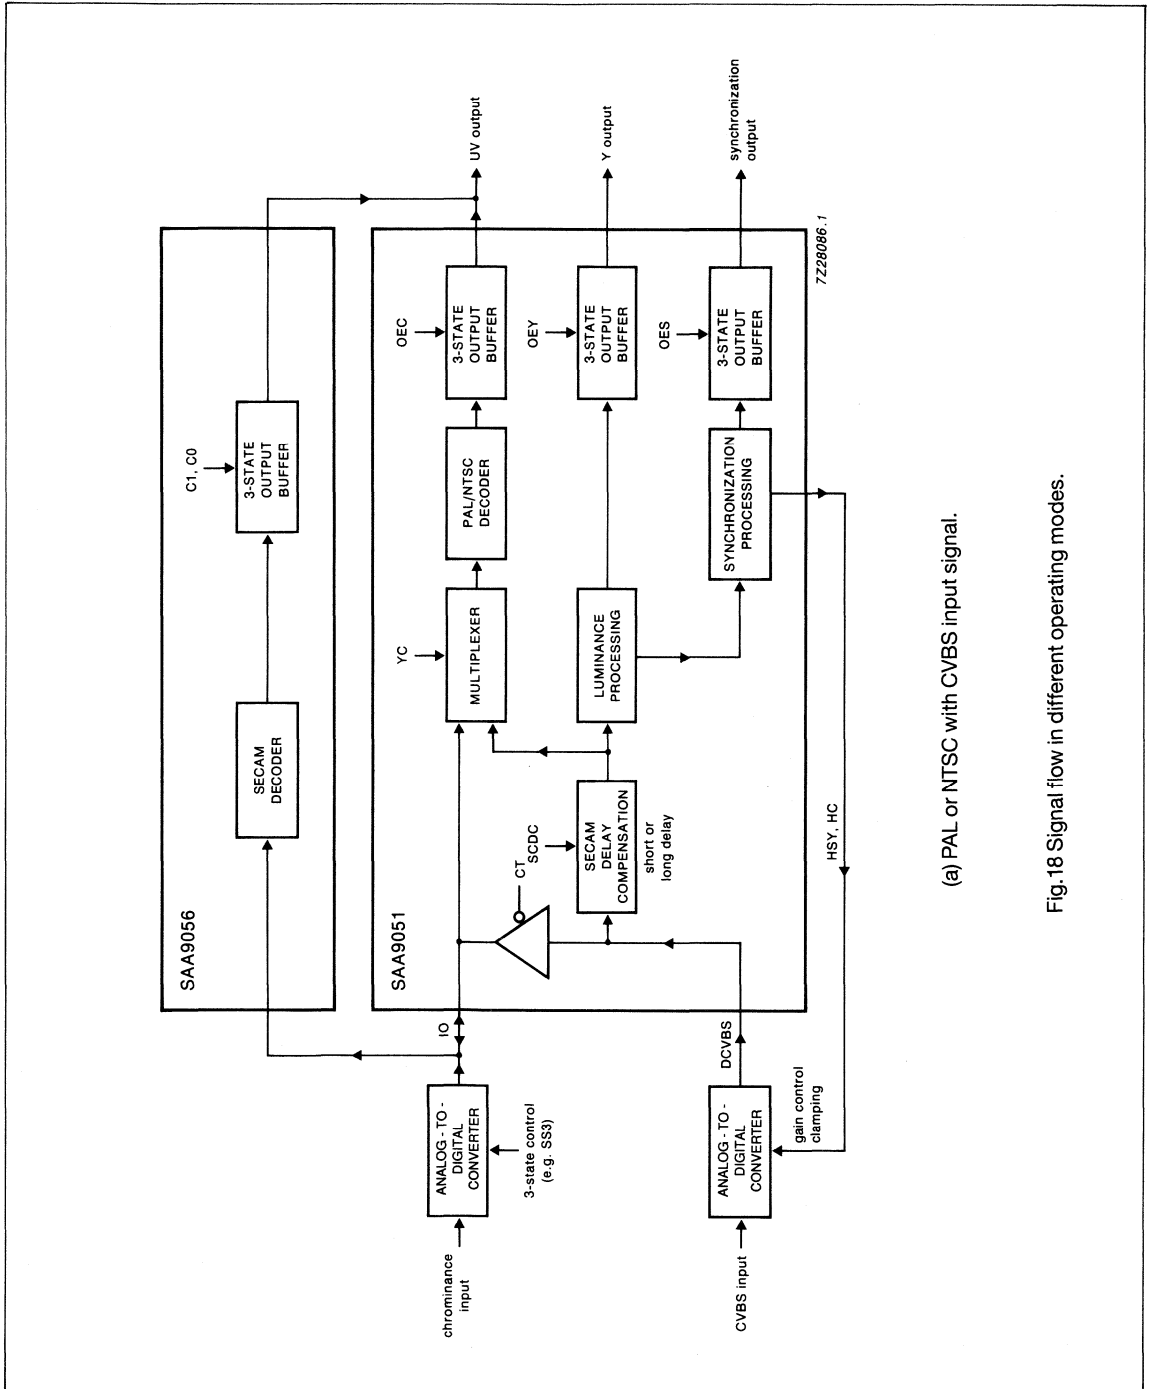 SAA9056
SECAM
DECODER
C1, C0
3-STATE
OUTPUT
BUFFER
SAA9051
chrominance
input
ANALOG - TO -
DIGITAL
CONVERTER
3-state control
(e.g. SS3)
IO
CT
YC
MULTIPLEXER
PAL/NTSC
DECODER
OEC
3-STATE
OUTPUT
BUFFER
UV output
SCDC
SECAM
DELAY
COMPENSATION
short or
long delay
LUMINANCE
PROCESSING
OEY
3-STATE
OUTPUT
BUFFER
Y output
CVBS input
ANALOG - TO -
DIGITAL
CONVERTER
DCVBS
gain control
clamping
HSY, HC
SYNCHRONIZATION
PROCESSING
OES
3-STATE
OUTPUT
BUFFER
synchronization
output
7Z28086.1
(a) PAL or NTSC with CVBS input signal.
Fig.18 Signal flow in different operating modes.